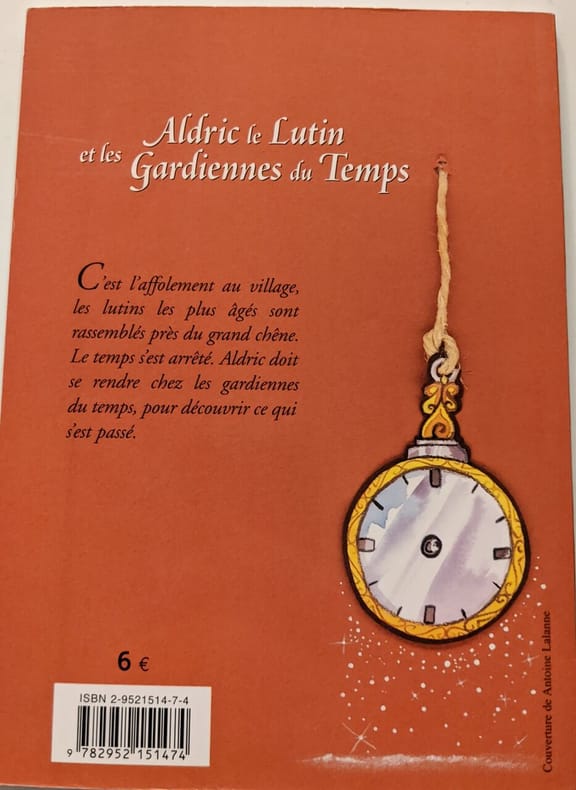 Aldric le Lutin
et les Gardiennes du Temps
C'est l'affolement au village,
les lutins les plus âgés sont
rassemblés près du grand chêne.
Le temps s'est arrêté. Aldric doit
se rendre chez les gardiennes
du temps, pour découvrir ce qui
s'est passé.
6 €
ISBN 2-9521514-7-4
9 782952 151474
Couverture de Antoine Lalanne